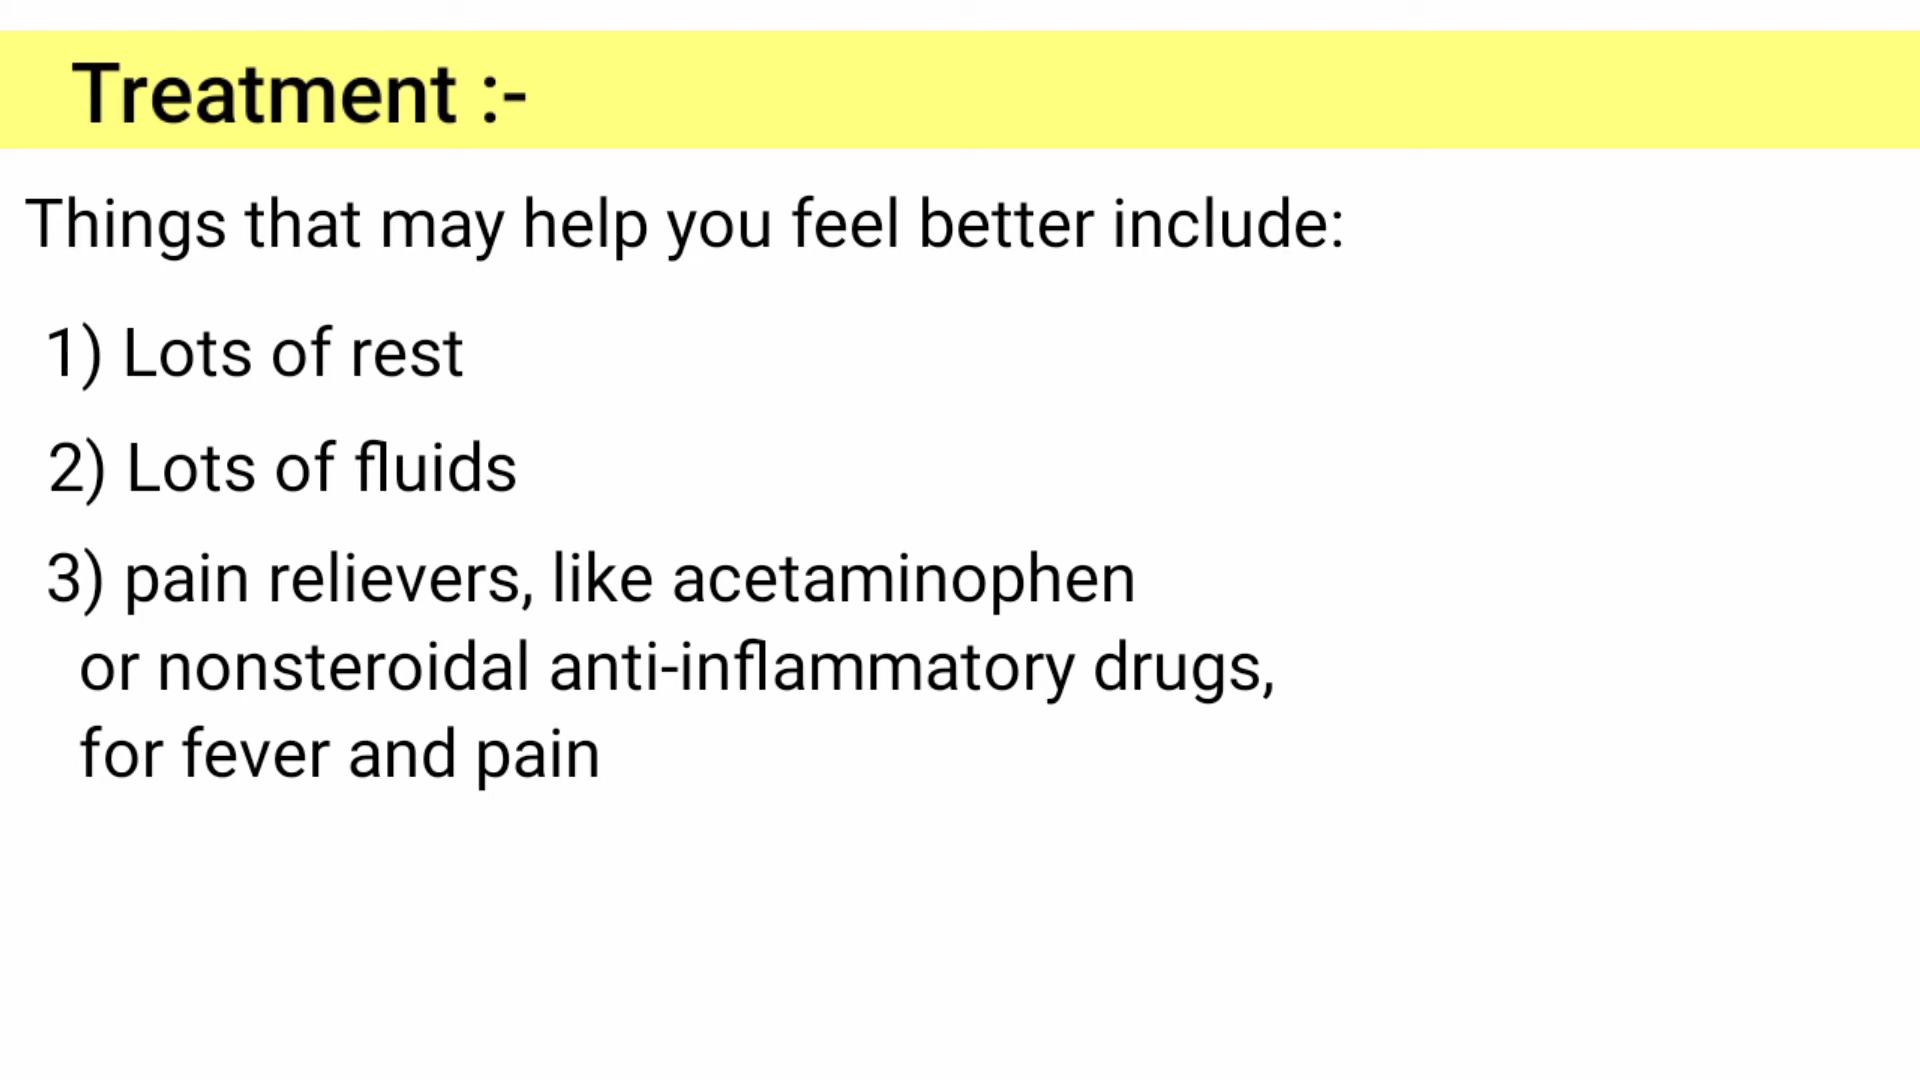 Treatment :-
Things that may help you feel better include:
1) Lots of rest
2) Lots of fluids
3) pain relievers, like acetaminophen
or nonsteroidal anti-inflammatory drugs,
for fever and pain